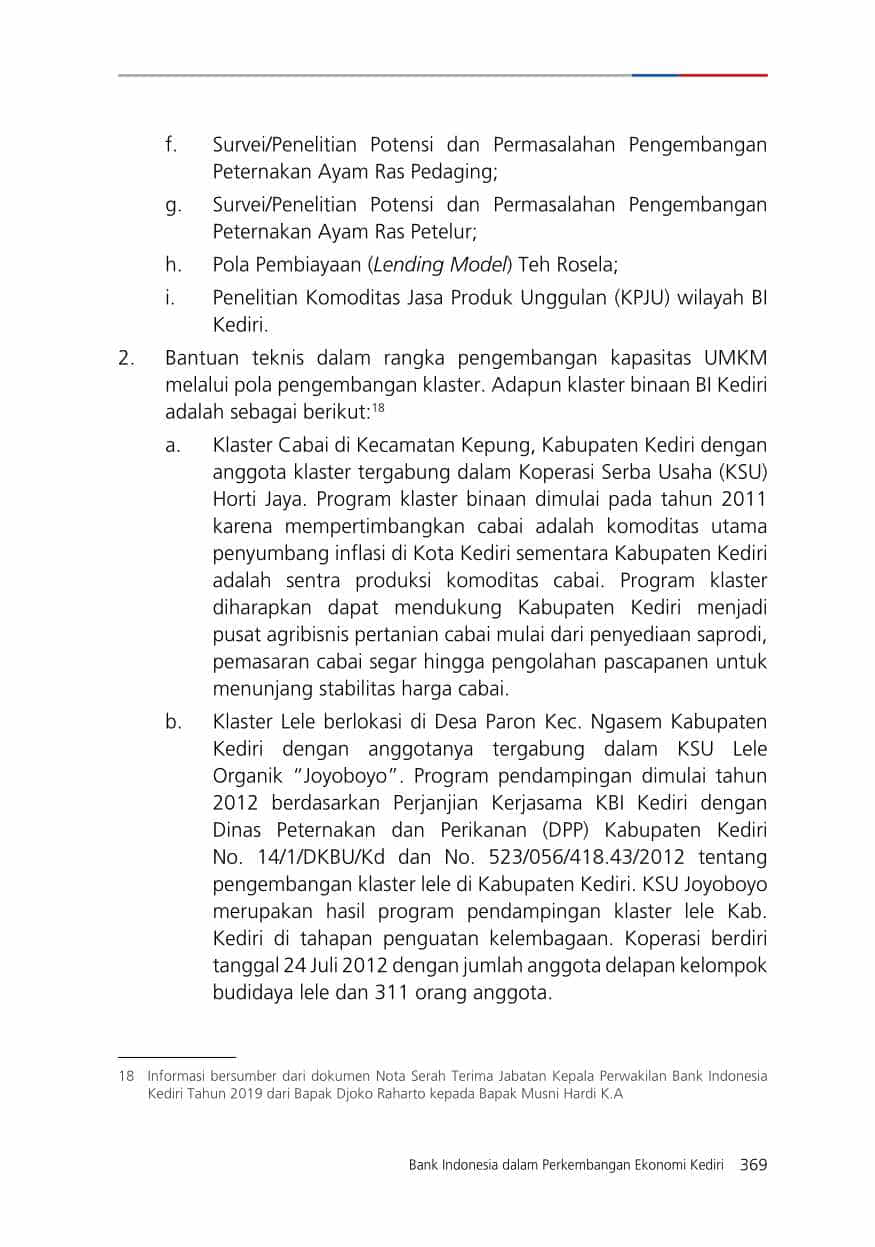 f. Survei/Penelitian Potensi dan Permasalahan Pengembangan
Peternakan Ayam Ras Pedaging;
g. Survei/Penelitian Potensi dan Permasalahan Pengembangan
Peternakan Ayam Ras Petelur;
h. Pola Pembiayaan (Lending Model) Teh Rosela;
i. Penelitian Komoditas Jasa Produk Unggulan (KPJU) wilayah BI
Kediri.
2. Bantuan teknis dalam rangka pengembangan kapasitas UMKM
melalui pola pengembangan klaster. Adapun klaster binaan BI Kediri
adalah sebagai berikut:18
a. Klaster Cabai di Kecamatan Kepung, Kabupaten Kediri dengan
anggota klaster tergabung dalam Koperasi Serba Usaha (KSU)
Horti Jaya. Program klaster binaan dimulai pada tahun 2011
karena mempertimbangkan cabai adalah komoditas utama
penyumbang inflasi di Kota Kediri sementara Kabupaten Kediri
adalah sentra produksi komoditas cabai. Program klaster
diharapkan dapat mendukung Kabupaten Kediri menjadi
pusat agribisnis pertanian cabai mulai dari penyediaan saprodi,
pemasaran cabai segar hingga pengolahan pascapanen untuk
menunjang stabilitas harga cabai.
b. Klaster Lele berlokasi di Desa Paron Kec. Ngasem Kabupaten
Kediri dengan anggotanya tergabung dalam KSU Lele
Organik “Joyoboyo”. Program pendampingan dimulai tahun
2012 berdasarkan Perjanjian Kerjasama KBI Kediri dengan
Dinas Peternakan dan Perikanan (DPP) Kabupaten Kediri
No. 14/1/DKBU/Kd dan No. 523/056/418.43/2012 tentang
pengembangan klaster lele di Kabupaten Kediri. KSU Joyoboyo
merupakan hasil program pendampingan klaster lele Kab.
Kediri di tahapan penguatan kelembagaan. Koperasi berdiri
tanggal 24 Juli 2012 dengan jumlah anggota delapan kelompok
budidaya lele dan 311 orang anggota.
18 Informasi bersumber dari dokumen Nota Serah Terima Jabatan Kepala Perwakilan Bank Indonesia
Kediri Tahun 2019 dari Bapak Djoko Raharto kepada Bapak Musni Hardi K.A
Bank Indonesia dalam Perkembangan Ekonomi Kediri 369